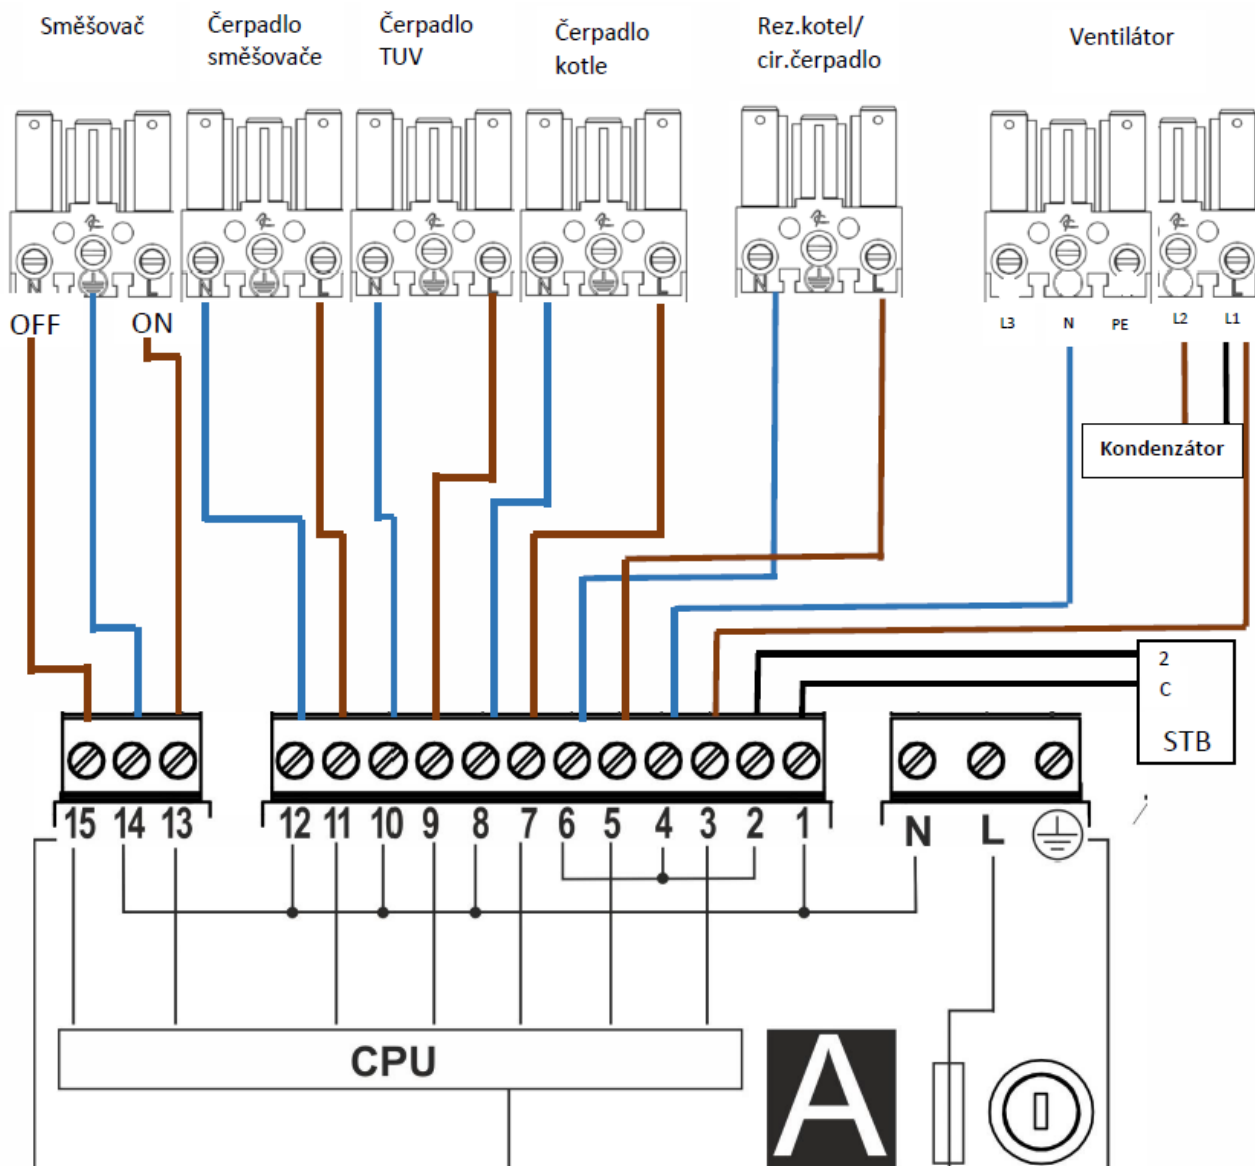 Směšovač
Čerpadlo
směšovače
Čerpadlo
TUV
Čerpadlo
kotle
Rez.kotel/
cir.čerpadlo
Ventilátor
N L
N L
N L
N L
N L
L
OFF ON
L3 N PE L2 L1
Kondenzátor
2
C
STB
15 14 13 12 11 10 9 8 7 6 5 4 3 2 1 N L
CPU
A